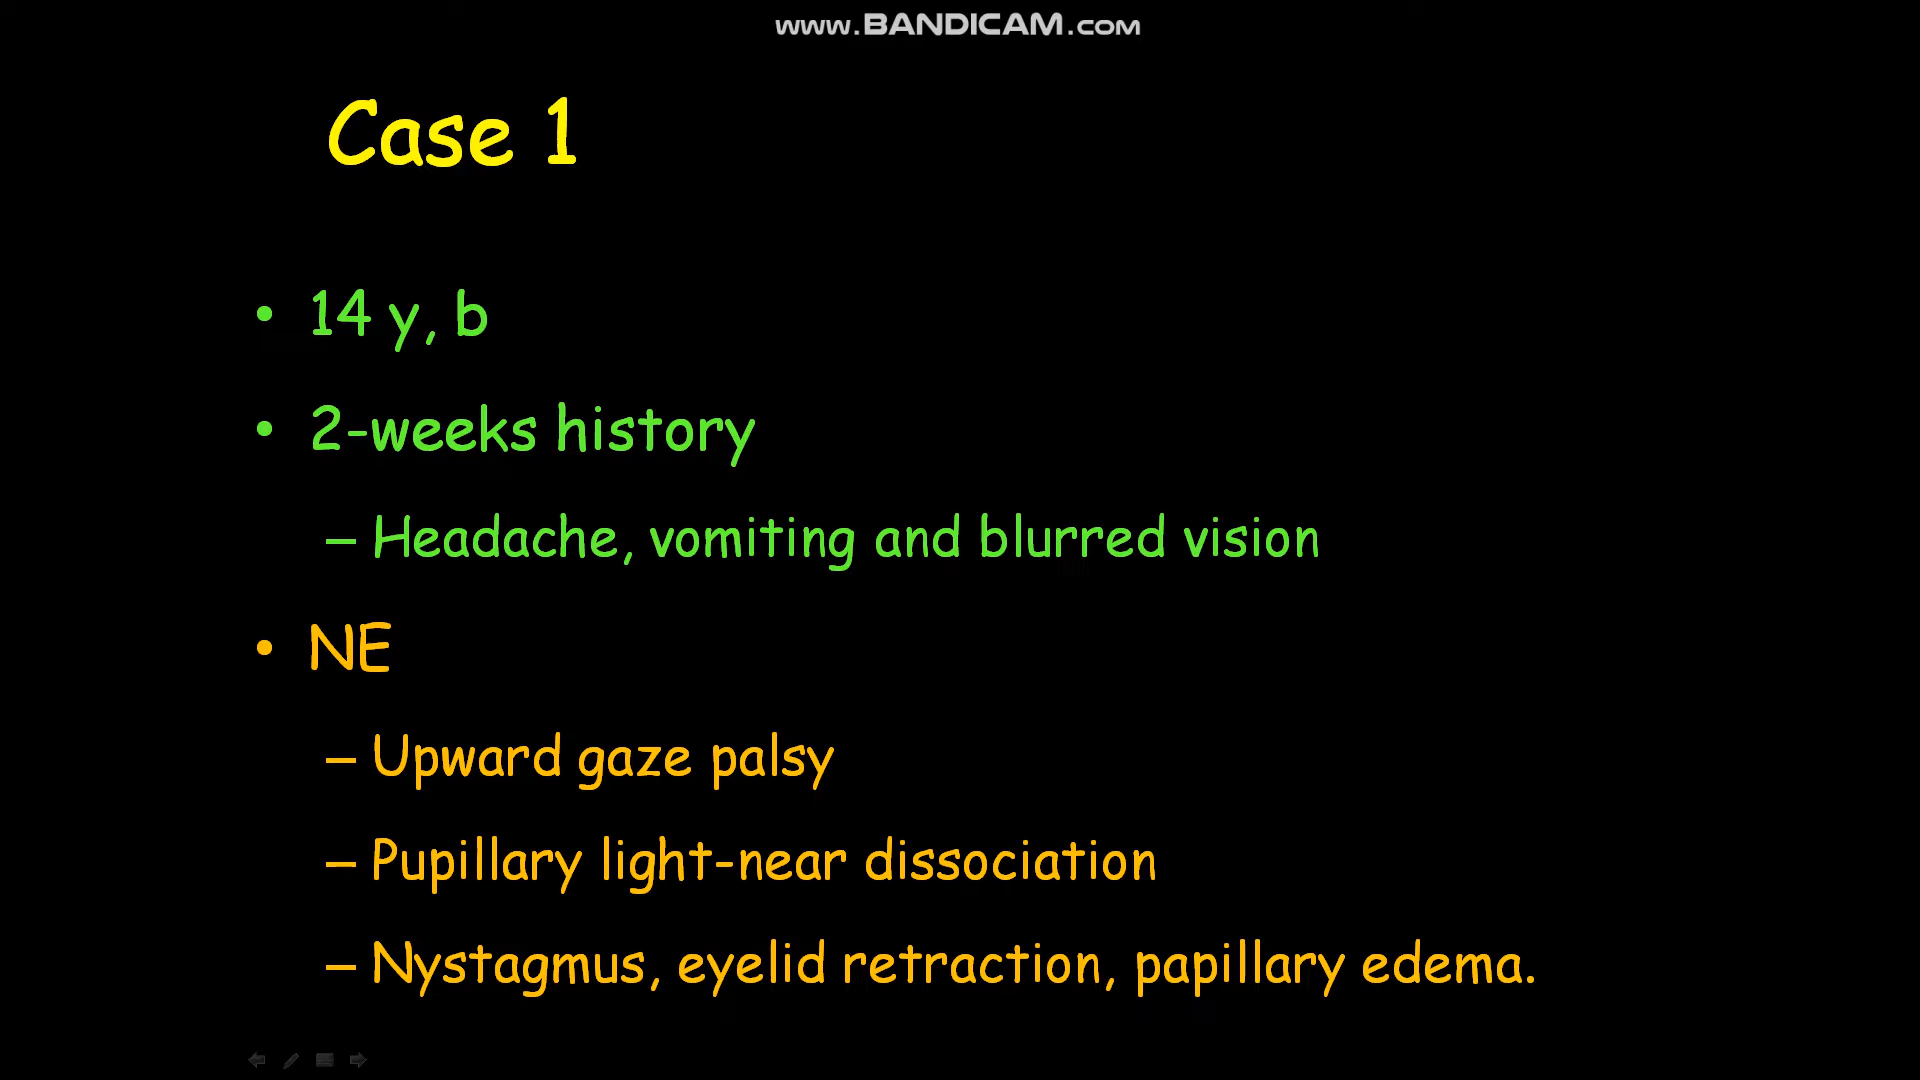 www.BANDICAM.com
Case 1
• 14 y, b
• 2-weeks history
– Headache, vomiting and blurred vision
• NE
– Upward gaze palsy
– Pupillary light-near dissociation
– Nystagmus, eyelid retraction, papillary edema.